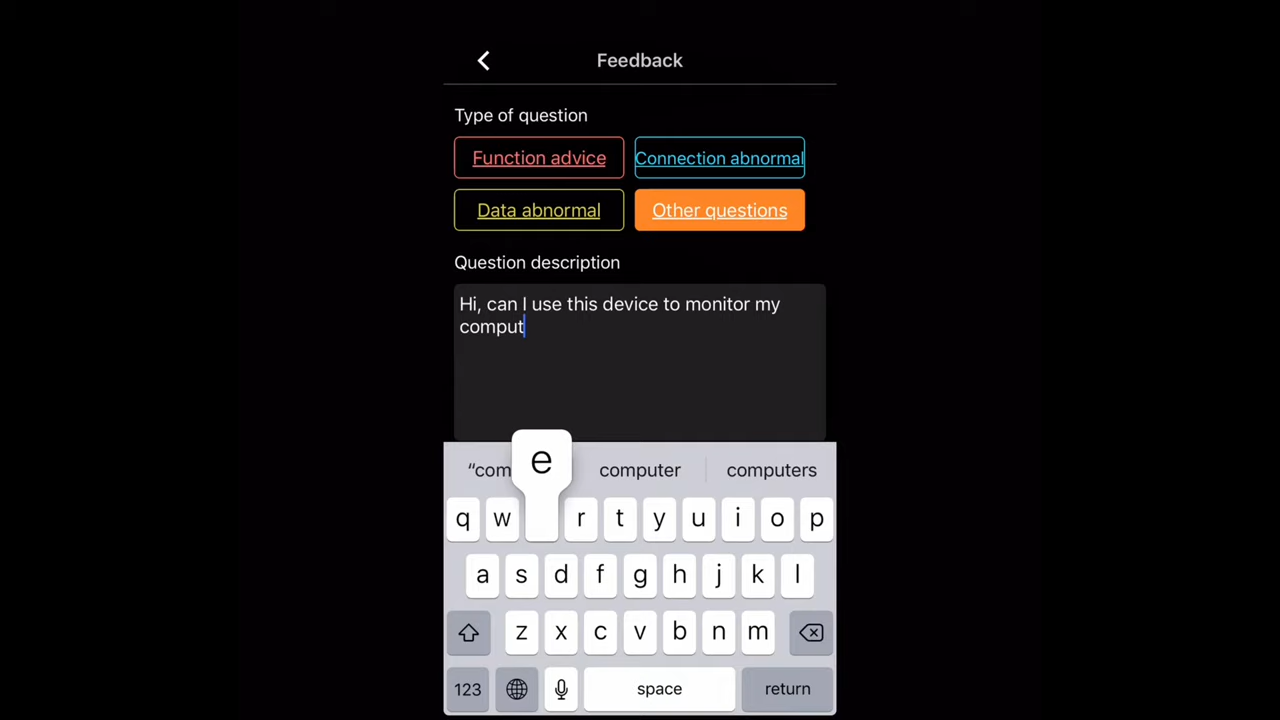 Feedback
Type of question
Function advice
Connection abnormal
Data abnormal
Other questions
Question description
Hi, can I use this device to monitor my
comput
“com
computer
computers
e
q w r t y u i o p
a s d f g h j k l
z x c v b n m
123
space
return